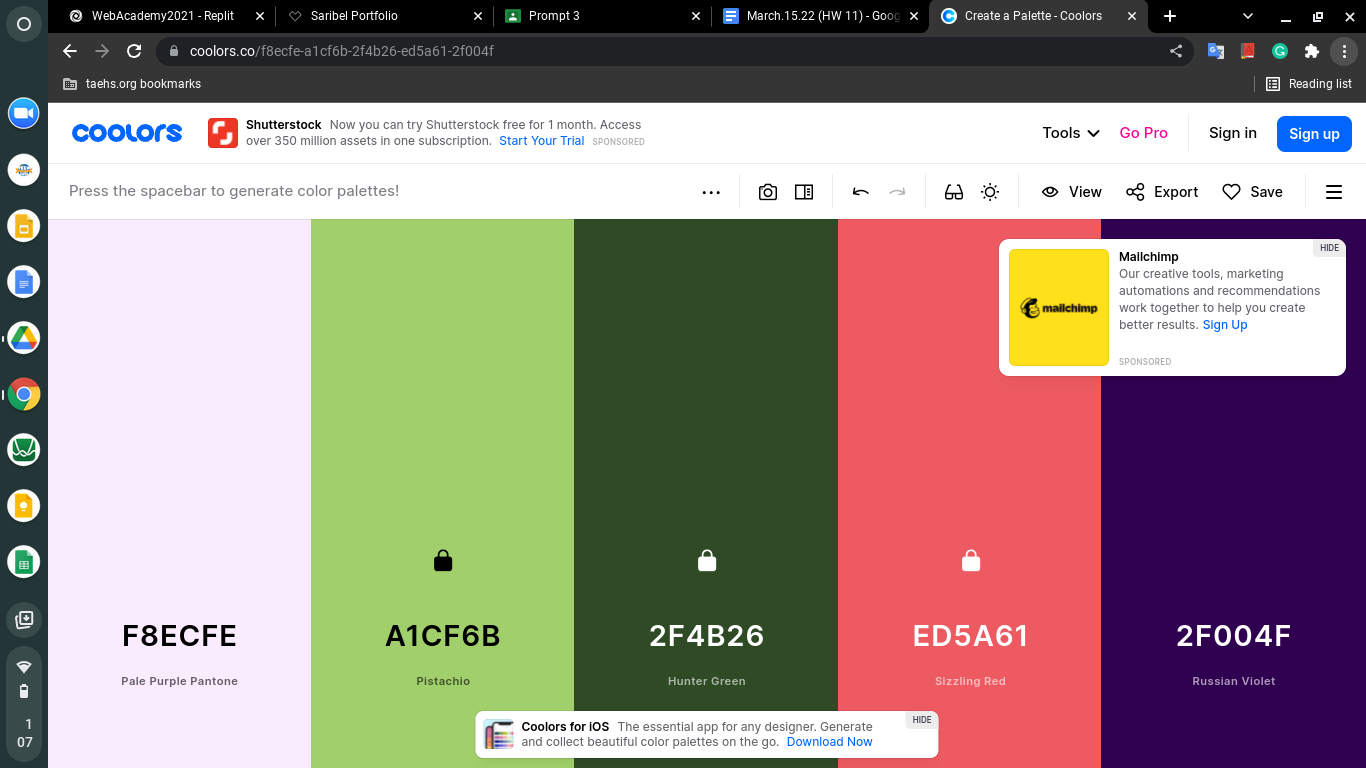 WebAcademy2021 - Replit
Saribel Portfolio
Prompt 3
March.15.22 (HW 11) - Goog
Create a Palette - Coolors
coolors.co/f8ecfe-a1cf6b-2f4b26-ed5a61-2f004f
taehs.org bookmarks
Reading list
coolors
Shutterstock Now you can try Shutterstock free for 1 month. Access
over 350 million assets in one subscription. Start Your Trial SPONSORED
Tools
Go Pro
Sign in
Sign up
Press the spacebar to generate color palettes!
View
Export
Save
HIDE
Mailchimp
Our creative tools, marketing
automations and recommendations
work together to help you create
better results. Sign Up
SPONSORED
mailchimp
F8ECFE
A1CF6B
2F4B26
ED5A61
2F004F
Pale Purple Pantone
Pistachio
Hunter Green
Sizzling Red
Russian Violet
Coolors for iOS The essential app for any designer. Generate
and collect beautiful color palettes on the go. Download Now
HIDE
1
07